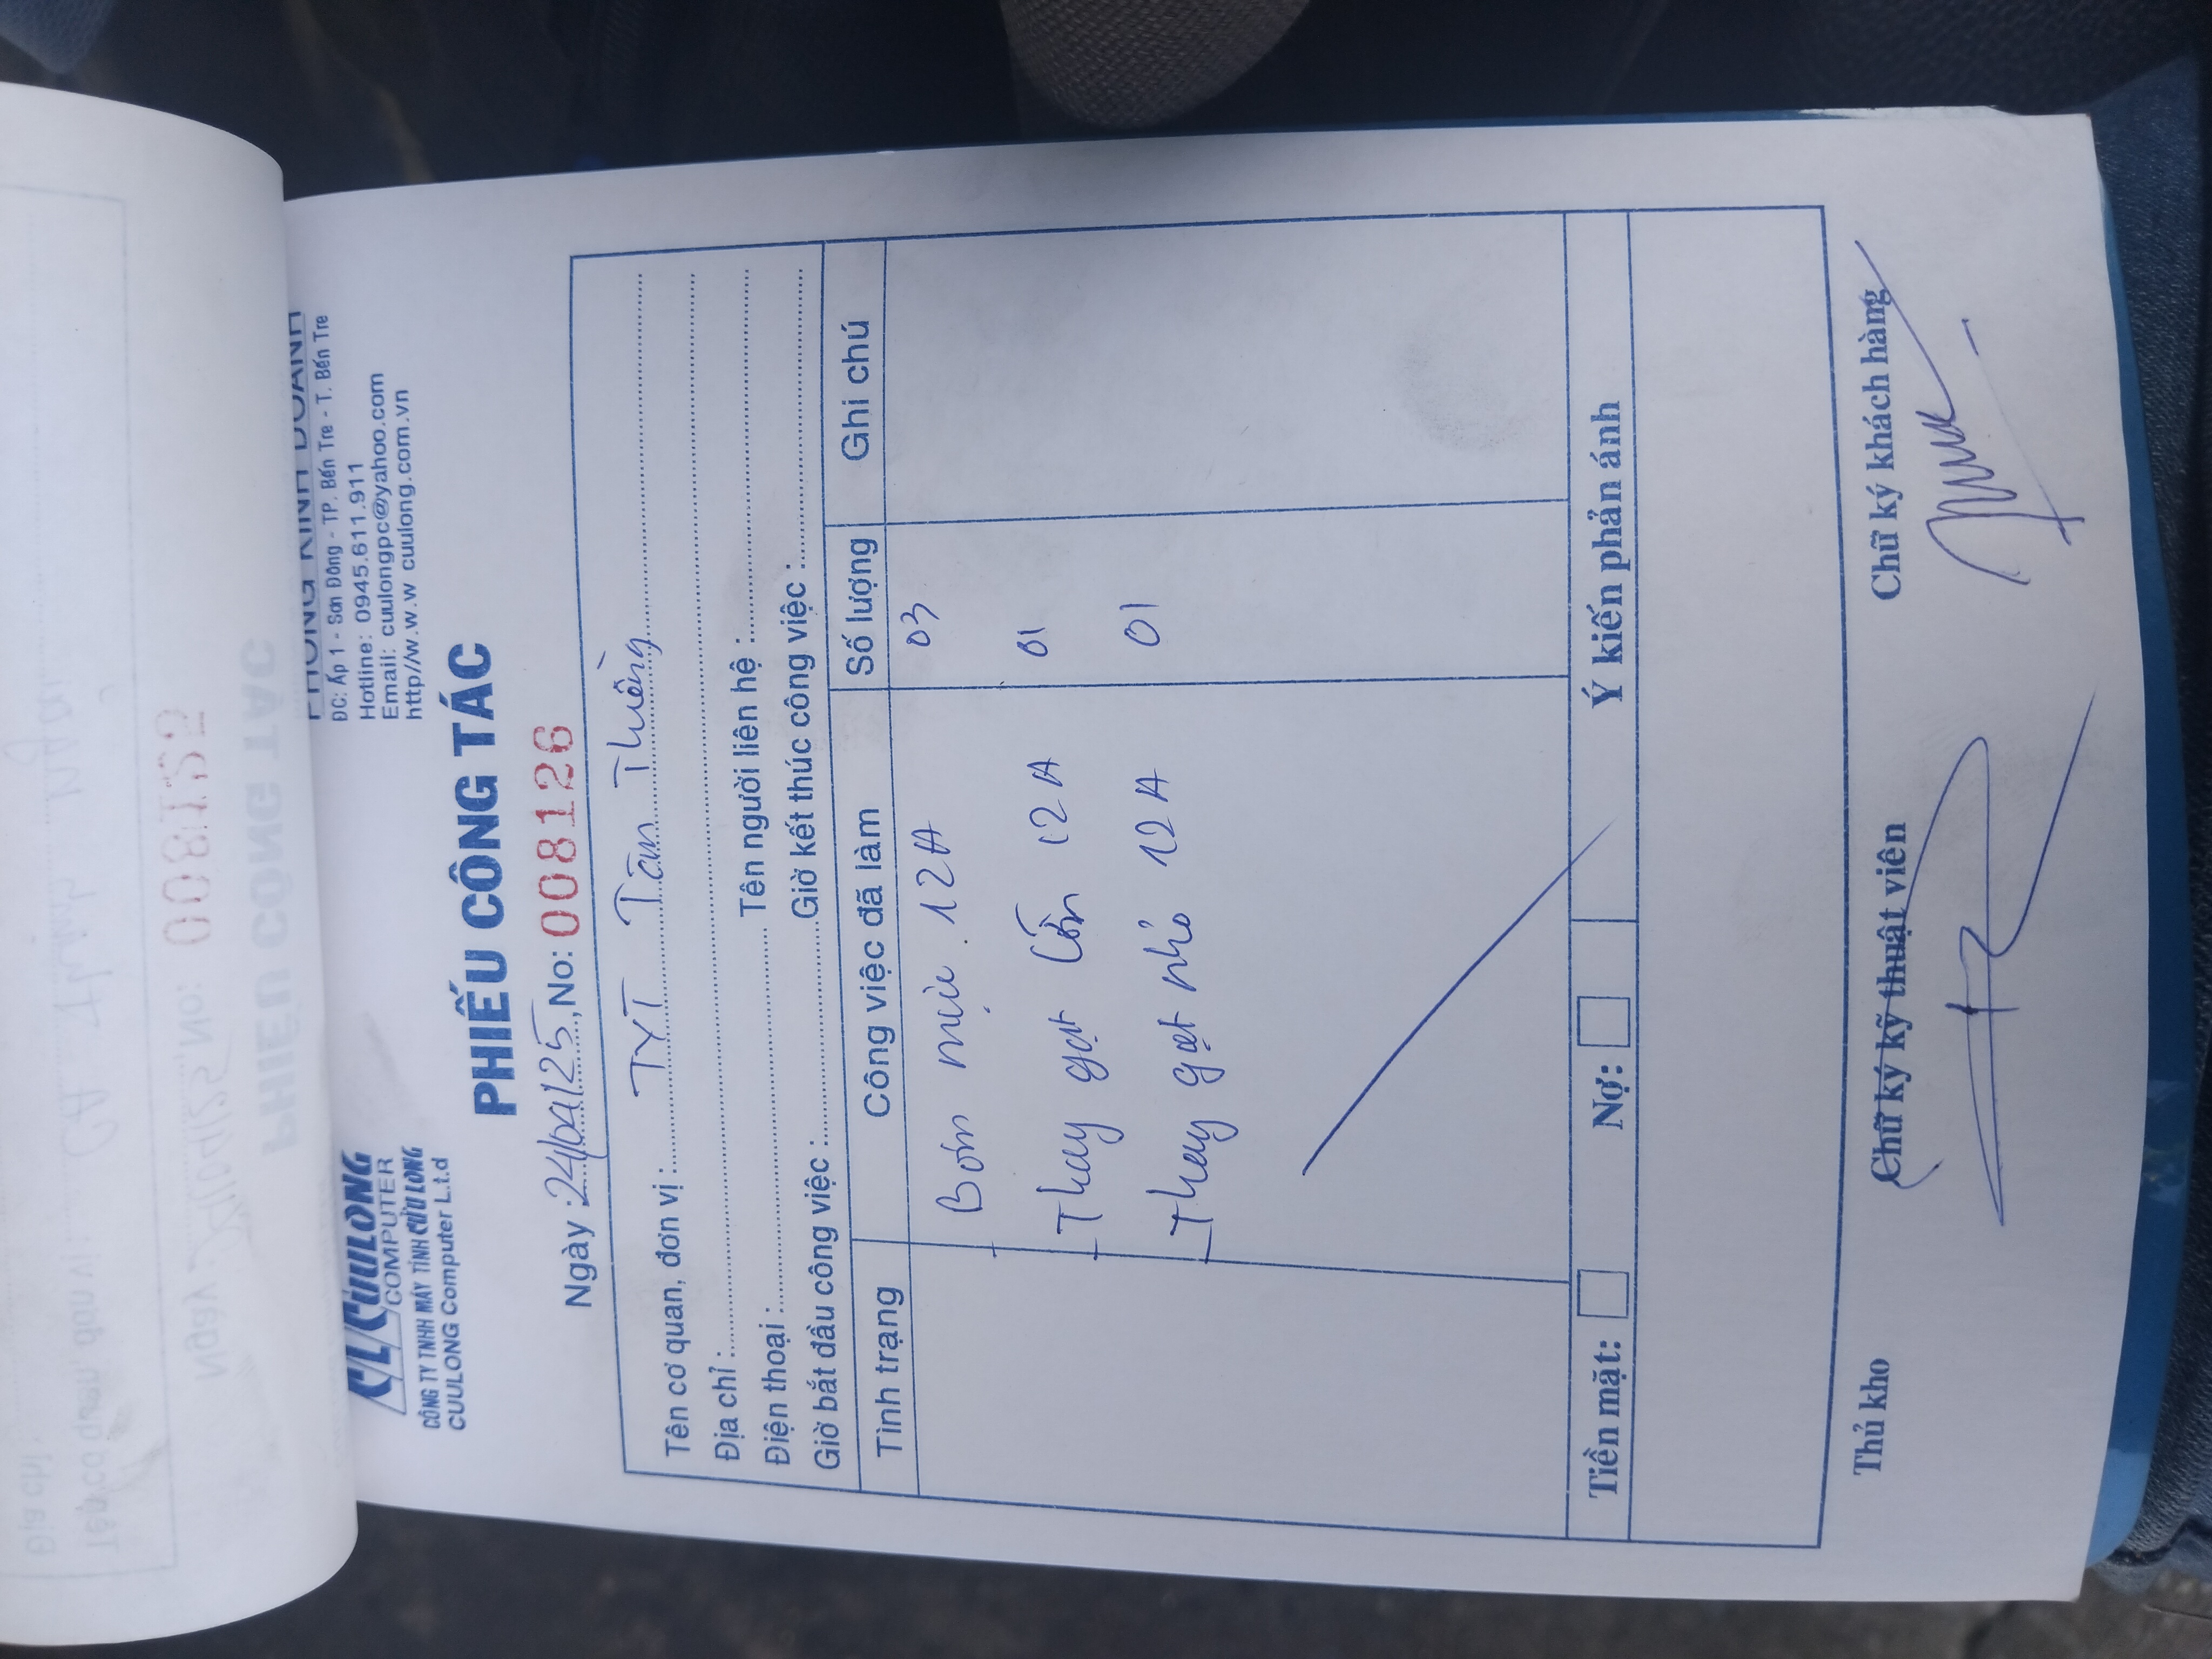 CL CUULONG
COMPUTER
CÔNG TY TNHH MÁY TÍNH CỬU LONG
CUULONG Computer L.t.d
PHÒNG KINH DOANH
ĐC: Ấp 1 - Sơn Đông - TP. Bến Tre - T. Bến Tre
Hotline: 0945.611.911
Email: cuulongpc@yahoo.com
http//w.w.w cuulong.com.vn
PHIẾU CÔNG TÁC
Ngày: 24/09/25, No: 008126
Tên cơ quan, đơn vị: TYT Tân Thiềng
Địa chỉ:
Điện thoại: Tên người liên hệ:
Giờ bắt đầu công việc: Giờ kết thúc công việc:
Tình trạng Công việc đã làm Số lượng Ghi chú
Bơm mực 12A 03
Thay gạt lớn 12A 01
Thay gạt nhỏ 12A 01
Tiền mặt: Nợ: Ý kiến phản ánh
Thủ kho Chữ ký kỹ thuật viên Chữ ký khách hàng